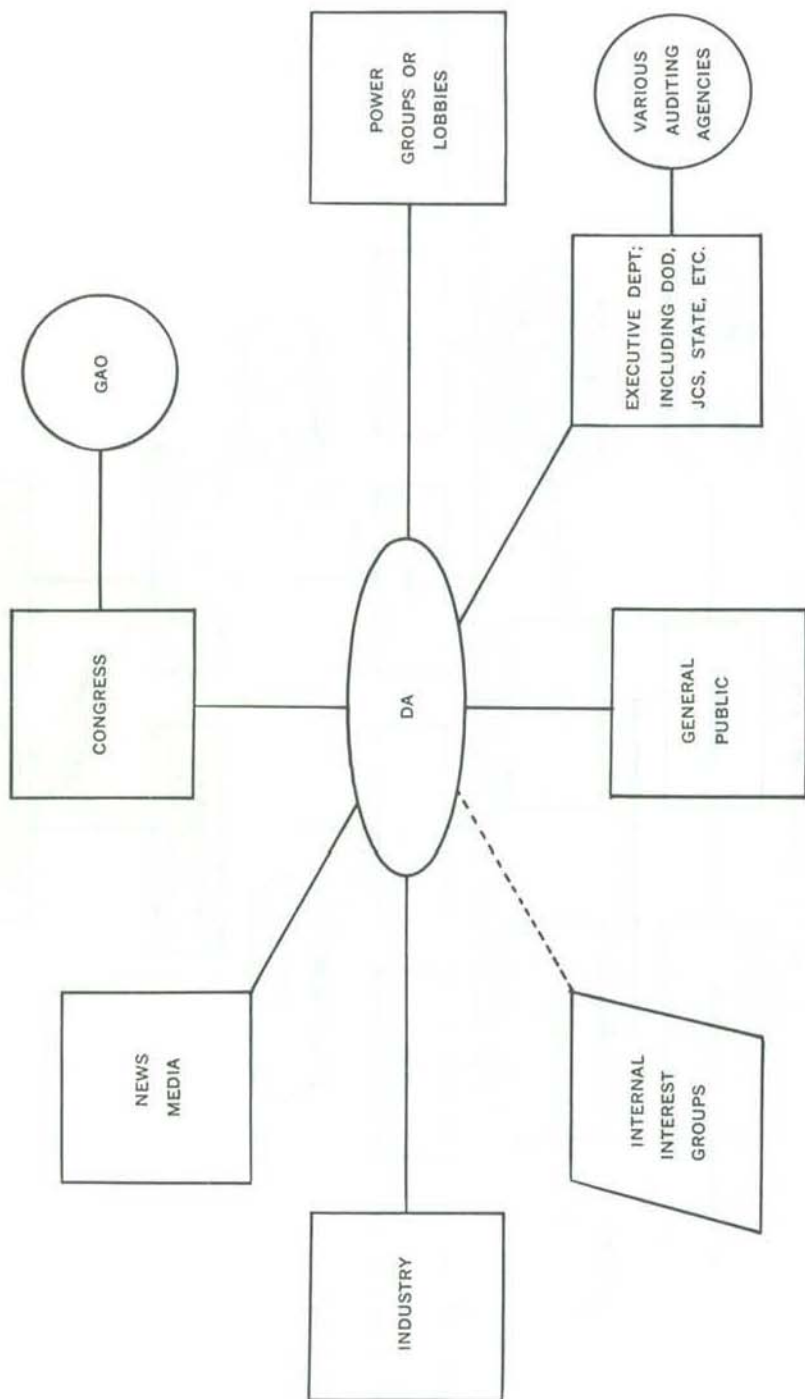 GAO
CONGRESS
NEWS
MEDIA
POWER
GROUPS OR
LOBBIES
INDUSTRY
DA
VARIOUS
AUDITING
AGENCIES
EXECUTIVE DEPT;
INCLUDING DOD,
JCS, STATE, ETC.
INTERNAL
INTEREST
GROUPS
GENERAL
PUBLIC